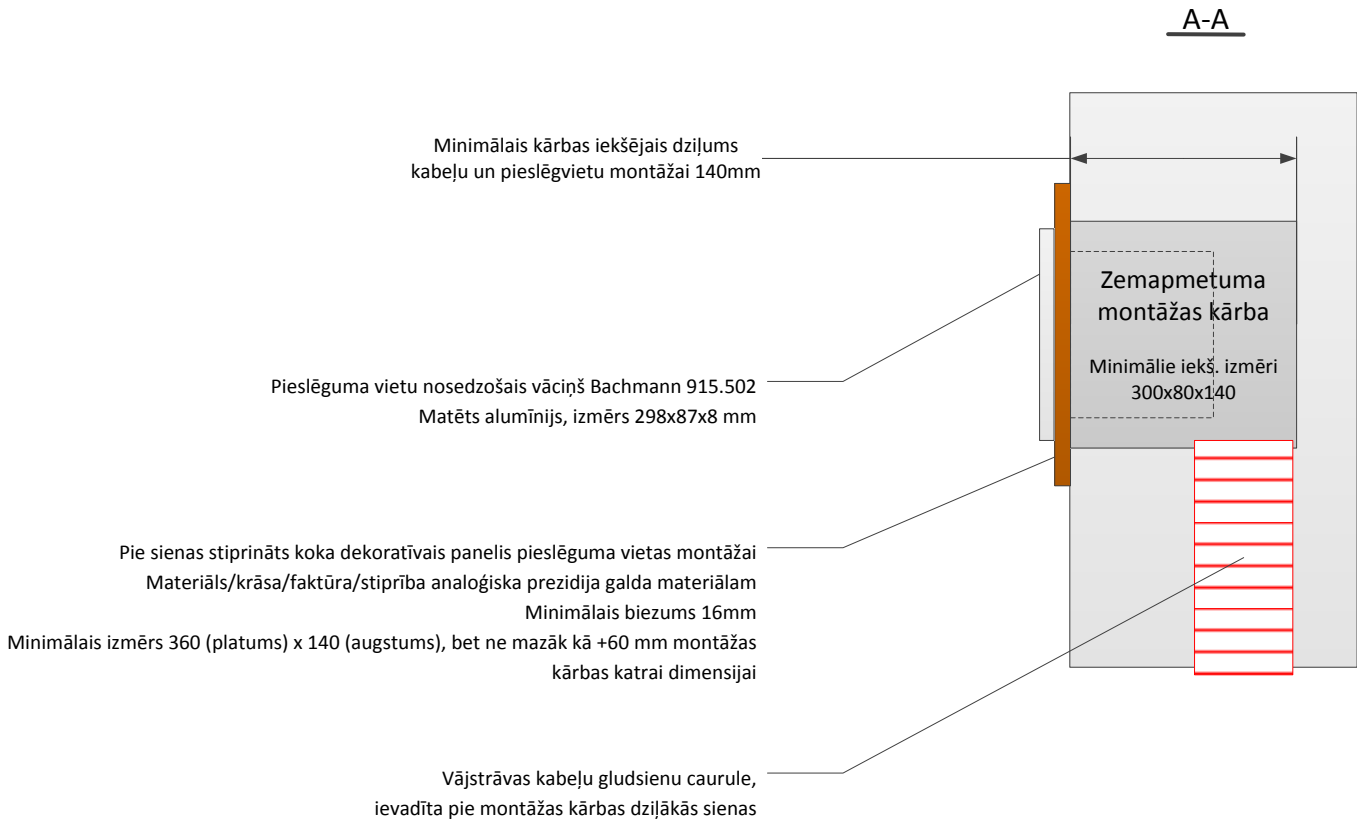 A-A
Minimālais kārbas iekšējais dziļums
kabeļu un pieslēgvietu montāžai 140mm
Zemapmetuma
montāžas kārba
Minimālie iekš. izmēri
300x80x140
Pieslēguma vietu nosedzošais vāciņš Bachmann 915.502
Matēts alumīnijs, izmērs 298x87x8 mm
Pie sienas stiprināts koka dekoratīvais panelis pieslēguma vietas montāžai
Materiāls/krāsa/faktūra/stiprība analoģiska prezidija galda materiālam
Minimālais biezums 16mm
Minimālais izmērs 360 (platums) x 140 (augstums), bet ne mazāk kā +60 mm montāžas
kārbas katrai dimensijai
Vājstrāvas kabeļu gludsienu caurule,
ievadīta pie montāžas kārbas dziļākās sienas